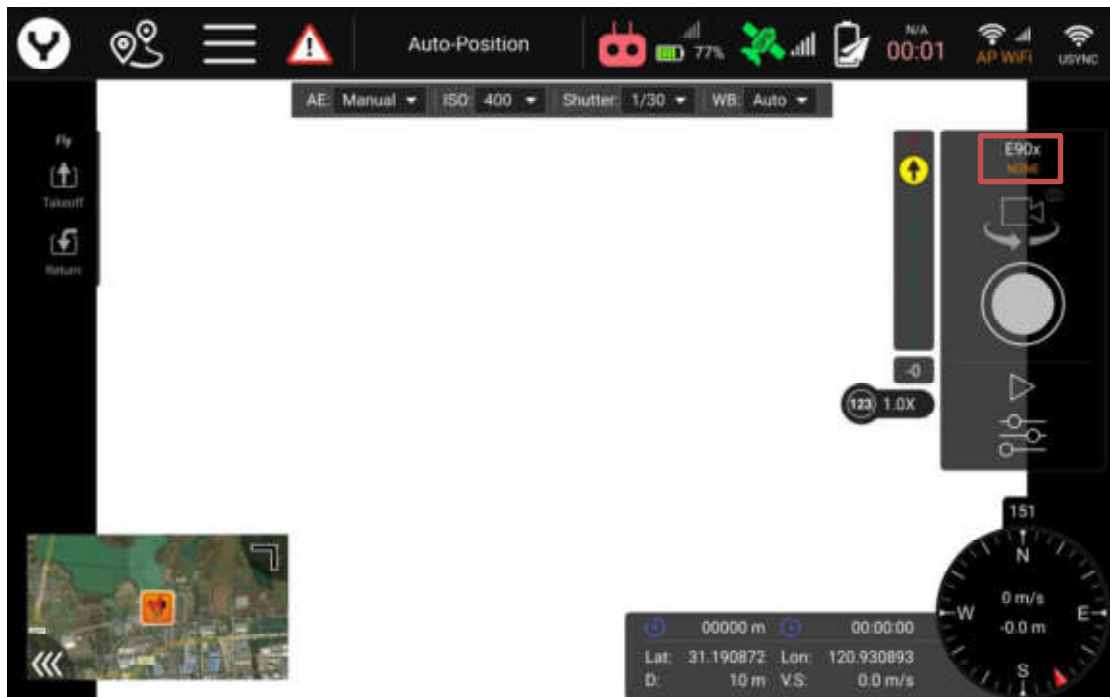 Auto-Position
77%
N/A
00:01
AP WiFi
USYNC
AE: Manual ISO: 400 Shutter: 1/30 WB: Auto
Fly
Takeoff
Return
E90x
NONE
-0
123 1.0X
151
N
W
E
S
0 m/s
-0.0 m
00000 m 00:00:00
Lat: 31.190872 Lon: 120.930893
D: 10 m V.S: 0.0 m/s